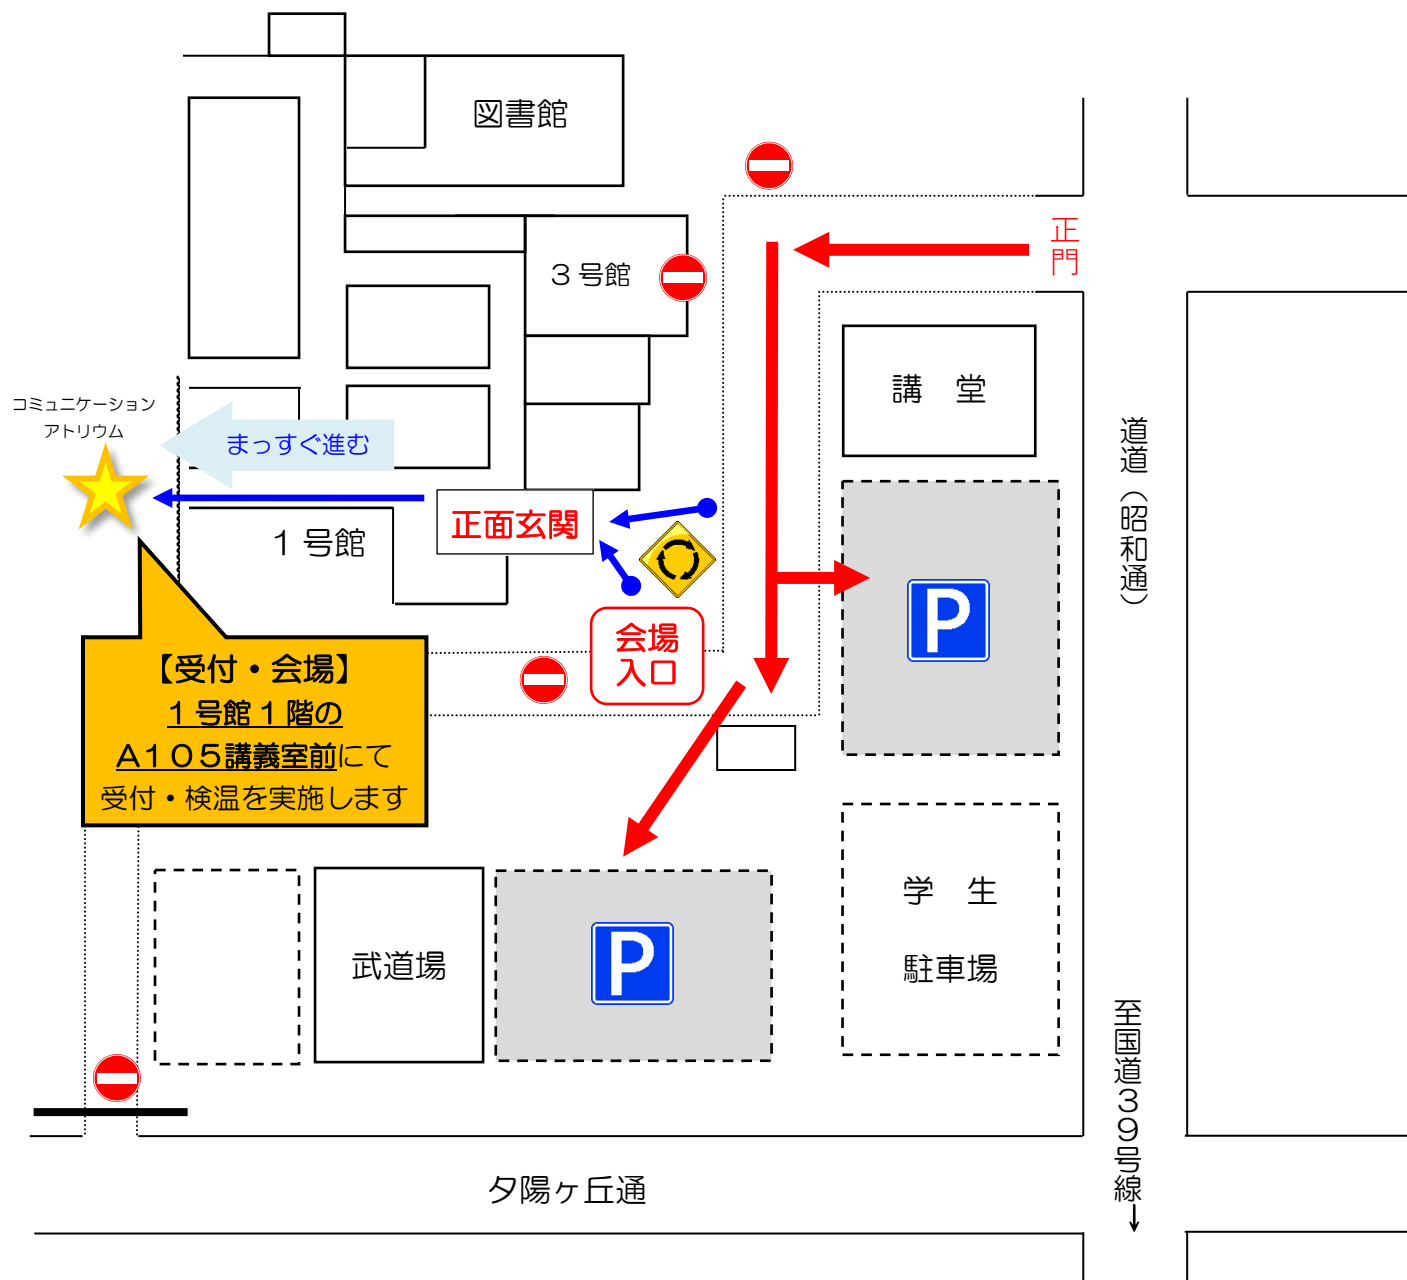 図書館
正門
3号館
講 堂
コミュニケーション
アトリウム
まっすぐ進む
道道（昭和通）
正面玄関
1号館
P
会場
入口
【受付・会場】
1号館1階の
A105講義室前にて
受付・検温を実施します
学 生
駐車場
武道場
P
至国道39号線→
夕陽ヶ丘通